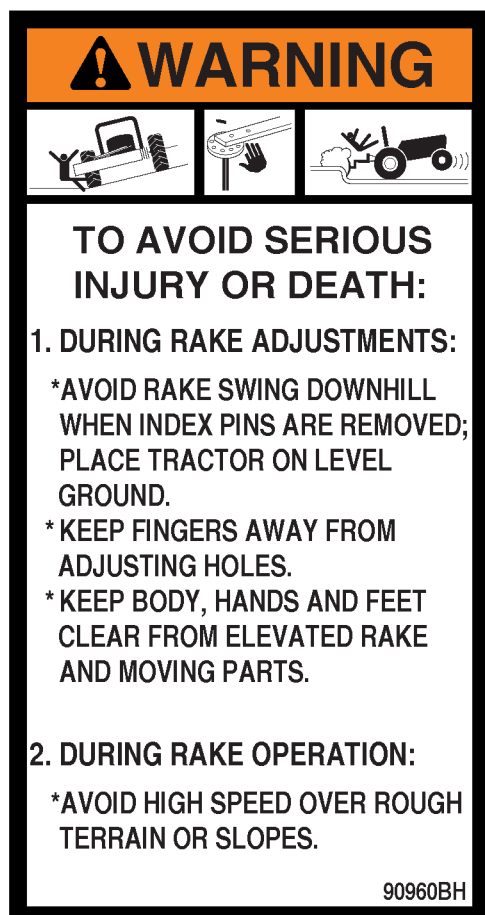 WARNING
TO AVOID SERIOUS
INJURY OR DEATH:
1. DURING RAKE ADJUSTMENTS:
*AVOID RAKE SWING DOWNHILL
WHEN INDEX PINS ARE REMOVED;
PLACE TRACTOR ON LEVEL
GROUND.
* KEEP FINGERS AWAY FROM
ADJUSTING HOLES.
* KEEP BODY, HANDS AND FEET
CLEAR FROM ELEVATED RAKE
AND MOVING PARTS.
2. DURING RAKE OPERATION:
*AVOID HIGH SPEED OVER ROUGH
TERRAIN OR SLOPES.
90960BH